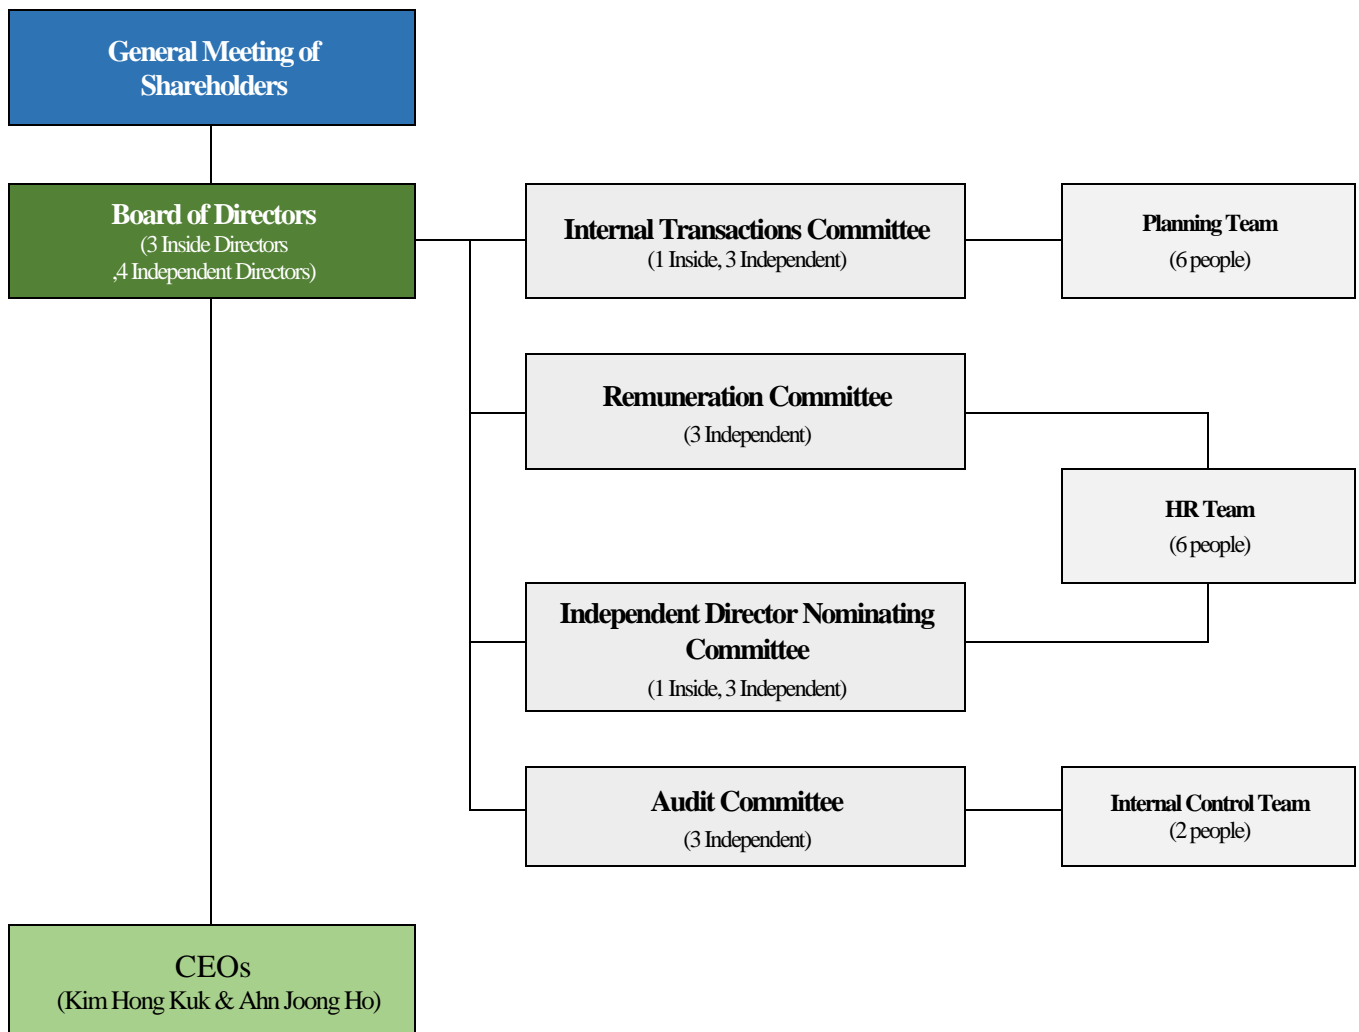 General Meeting of
Shareholders
Board of Directors
(3 Inside Directors
,4 Independent Directors)
Internal Transactions Committee
(1 Inside, 3 Independent)
Planning Team
(6 people)
Remuneration Committee
(3 Independent)
HR Team
(6 people)
Independent Director Nominating
Committee
(1 Inside, 3 Independent)
Audit Committee
(3 Independent)
Internal Control Team
(2 people)
CEOs
(Kim Hong Kuk & Ahn Joong Ho)